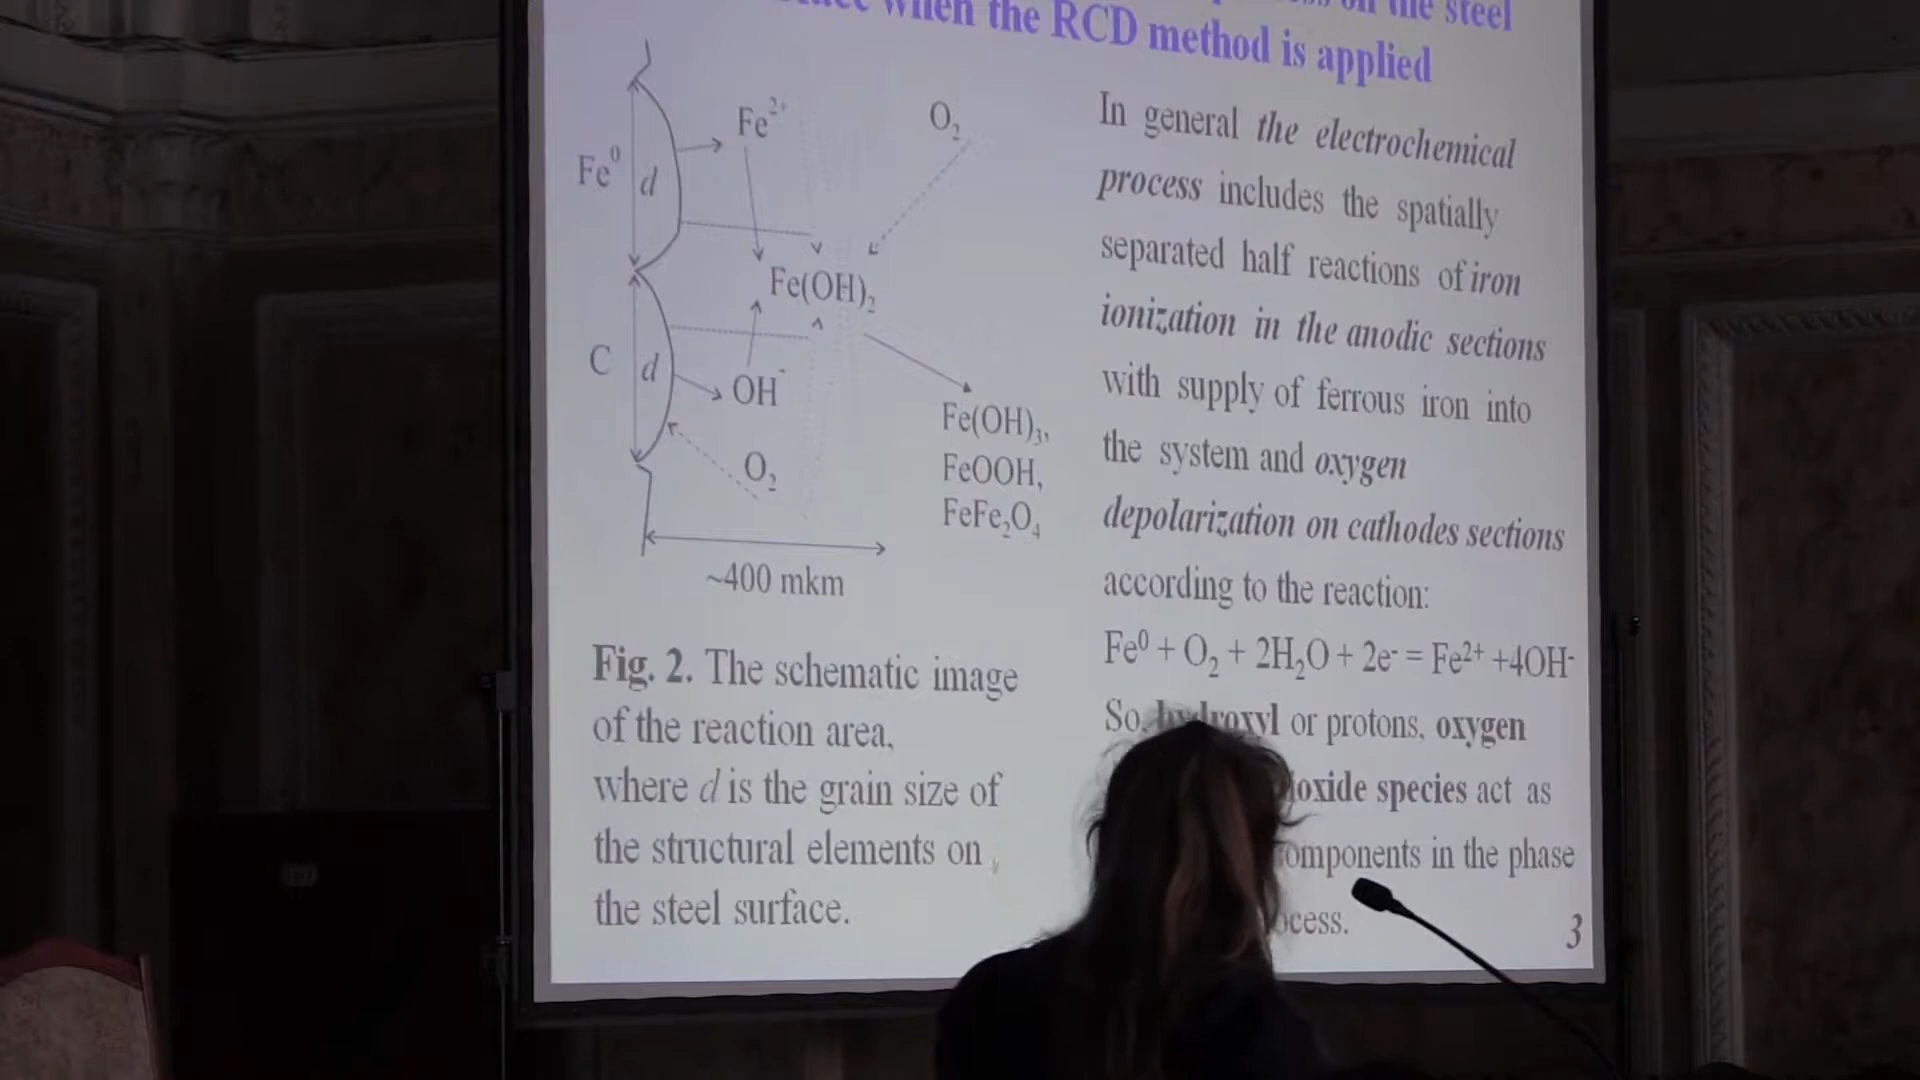 on the steel
when the RCD method is applied
Fe²⁺
O₂
Fe⁰
d
Fe(OH)₂
C
d
OH⁻
O₂
Fe(OH)₃,
FeOOH,
FeFe₂O₄
~400 mkm
Fig. 2. The schematic image
of the reaction area,
where d is the grain size of
the structural elements on
the steel surface.
In general the electrochemical
process includes the spatially
separated half reactions of iron
ionization in the anodic sections
with supply of ferrous iron into
the system and oxygen
depolarization on cathodes sections
according to the reaction:
Fe⁰ + O₂ + 2H₂O + 2e⁻ = Fe²⁺ +4OH⁻
So, hydroxyl or protons, oxygen
oxide species act as
omponents in the phase
ocess.
3